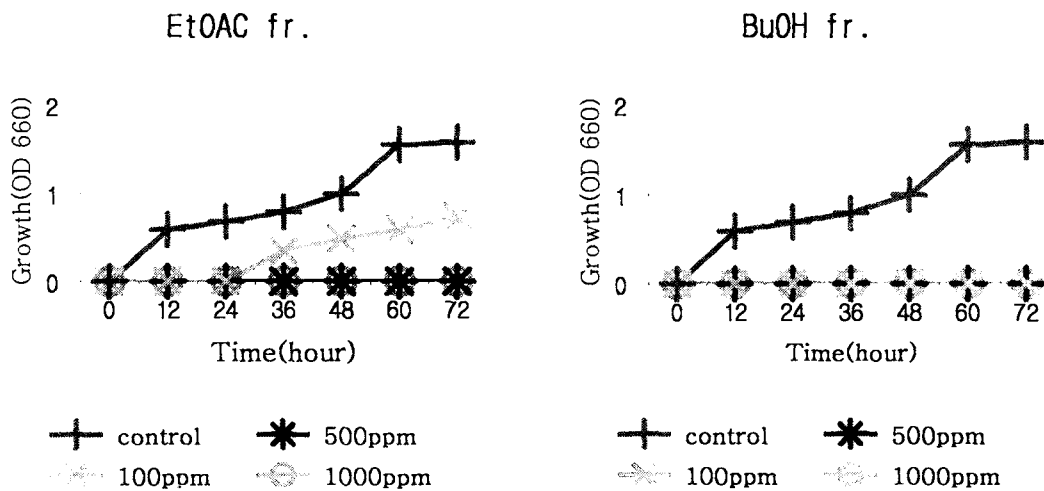 EtOAC fr.
Growth(OD 660)
2
1
0
0 12 24 36 48 60 72
Time(hour)
control
500ppm
100ppm
1000ppm
BuOH fr.
Growth(OD 660)
2
1
0
0 12 24 36 48 60 72
Time(hour)
control
500ppm
100ppm
1000ppm